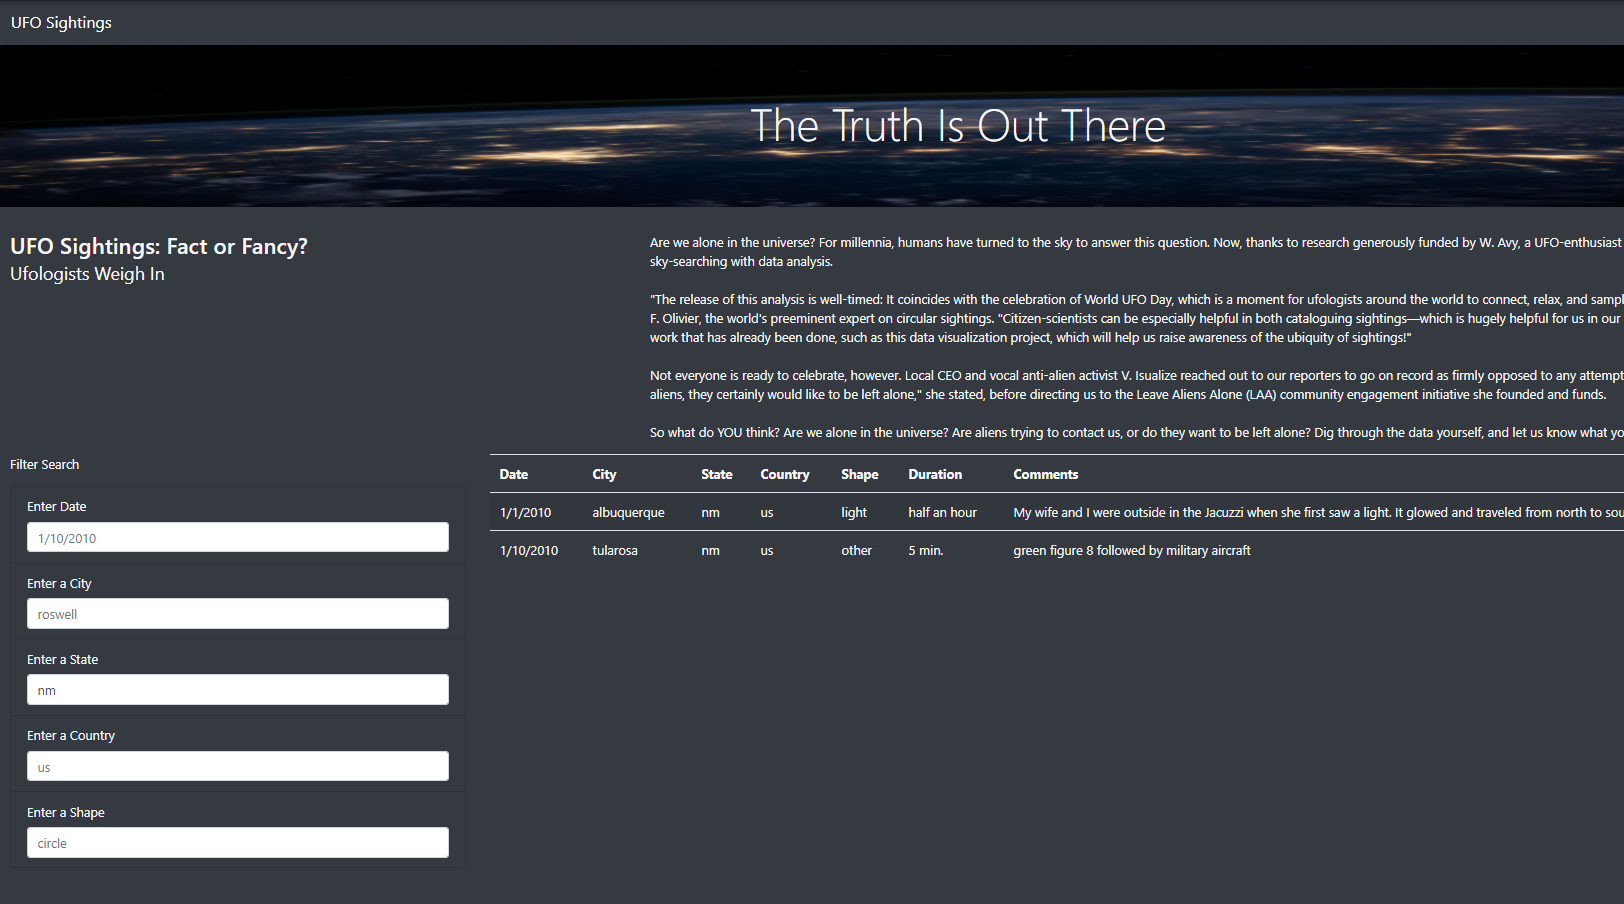 UFO Sightings
The Truth Is Out There
UFO Sightings: Fact or Fancy?
Ufologists Weigh In
Are we alone in the universe? For millennia, humans have turned to the sky to answer this question. Now, thanks to research generously funded by W. Avy, a UFO-enthusiast
sky-searching with data analysis.
"The release of this analysis is well-timed: It coincides with the celebration of World UFO Day, which is a moment for ufologists around the world to connect, relax, and sampl
F. Olivier, the world's preeminent expert on circular sightings. "Citizen-scientists can be especially helpful in both cataloguing sightings—which is hugely helpful for us in our
work that has already been done, such as this data visualization project, which will help us raise awareness of the ubiquity of sightings!"
Not everyone is ready to celebrate, however. Local CEO and vocal anti-alien activist V. Isualize reached out to our reporters to go on record as firmly opposed to any attempt
aliens, they certainly would like to be left alone," she stated, before directing us to the Leave Aliens Alone (LAA) community engagement initiative she founded and funds.
So what do YOU think? Are we alone in the universe? Are aliens trying to contact us, or do they want to be left alone? Dig through the data yourself, and let us know what yo
Filter Search
Enter Date
1/10/2010
Enter a City
roswell
Enter a State
nm
Enter a Country
us
Enter a Shape
circle
Date City State Country Shape Duration Comments
1/1/2010 albuquerque nm us light half an hour My wife and I were outside in the Jacuzzi when she first saw a light. It glowed and traveled from north to sou
1/10/2010 tularosa nm us other 5 min. green figure 8 followed by military aircraft